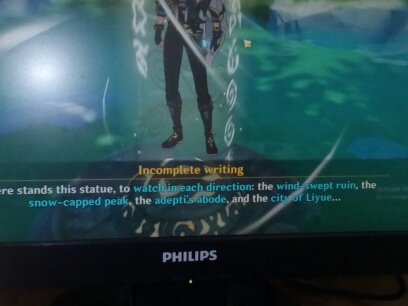 Incomplete writing
ere stands this statue, to watch in each direction: the wind-swept ruin, the
snow-capped peak, the adepti's abode, and the city of Liyue...
PHILIPS